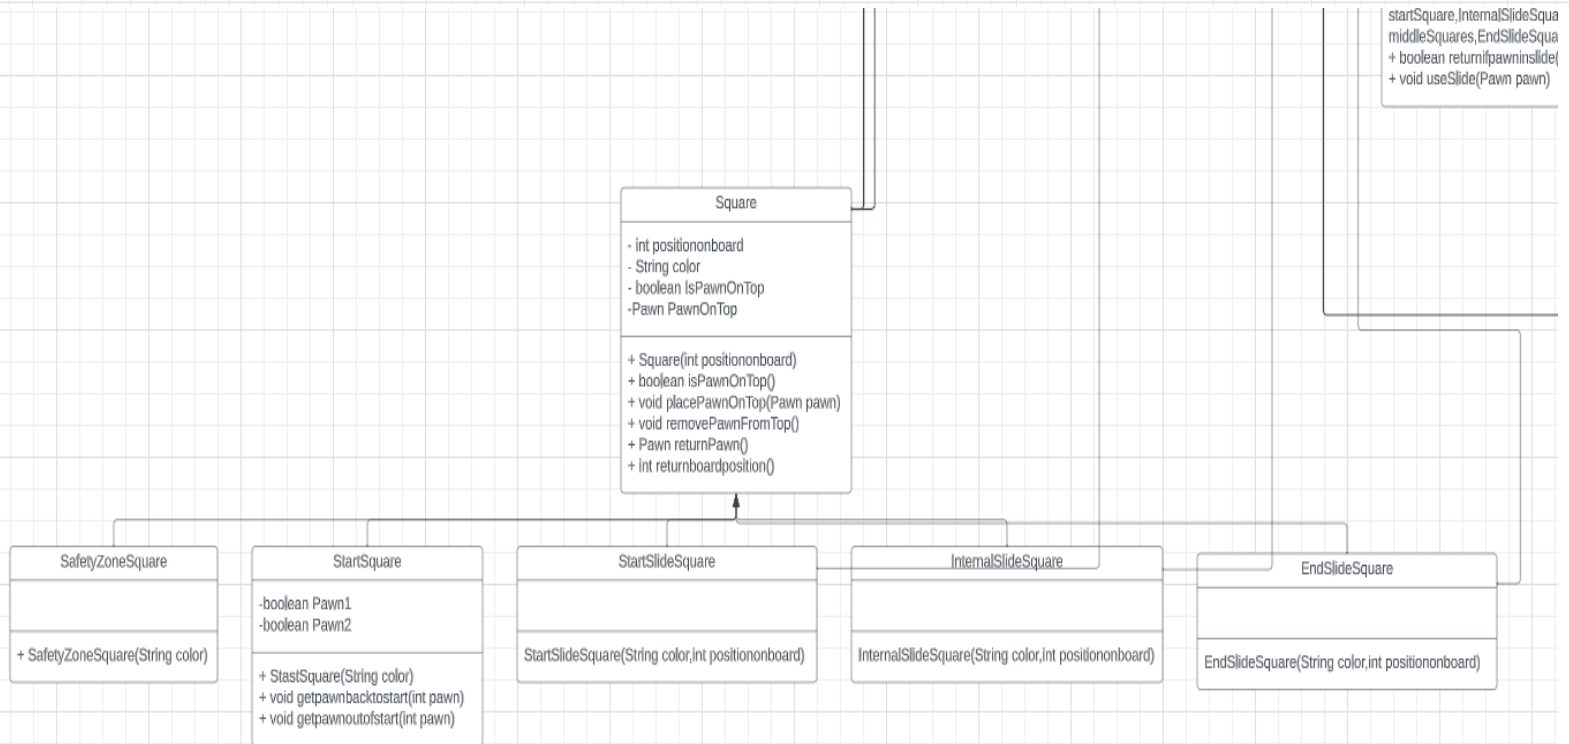 startSquare,InternalSlideSqua
middleSquares,EndSlideSqua
+ boolean returnifpawninslide(
+ void useSlide(Pawn pawn)
Square
- int positiononboard
- String color
- boolean IsPawnOnTop
-Pawn PawnOnTop
+ Square(int positiononboard)
+ boolean isPawnOnTop()
+ void placePawnOnTop(Pawn pawn)
+ void removePawnFromTop()
+ Pawn returnPawn()
+ int returnboardposition()
SafetyZoneSquare
+ SafetyZoneSquare(String color)
StartSquare
-boolean Pawn1
-boolean Pawn2
+ StastSquare(String color)
+ void getpawnbacktostart(int pawn)
+ void getpawnoutofstart(int pawn)
StartSlideSquare
StartSlideSquare(String color,int positiononboard)
InternalSlideSquare
InternalSlideSquare(String color,int positiononboard)
EndSlideSquare
EndSlideSquare(String color,int positiononboard)